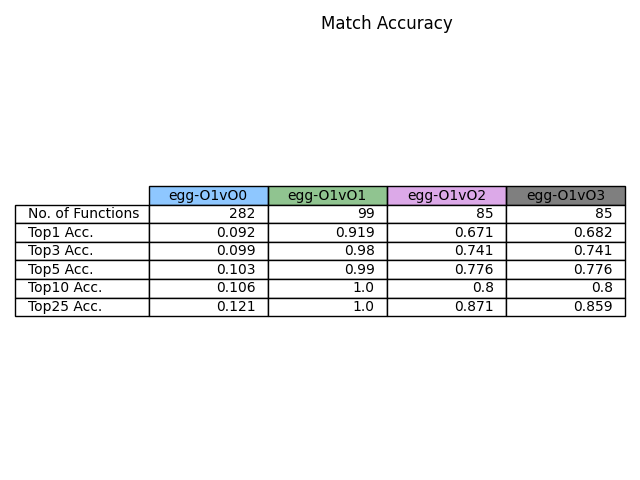 Match Accuracy
egg-O1vO0 egg-O1vO1 egg-O1vO2 egg-O1vO3
No. of Functions 282 99 85 85
Top1 Acc. 0.092 0.919 0.671 0.682
Top3 Acc. 0.099 0.98 0.741 0.741
Top5 Acc. 0.103 0.99 0.776 0.776
Top10 Acc. 0.106 1.0 0.8 0.8
Top25 Acc. 0.121 1.0 0.871 0.859